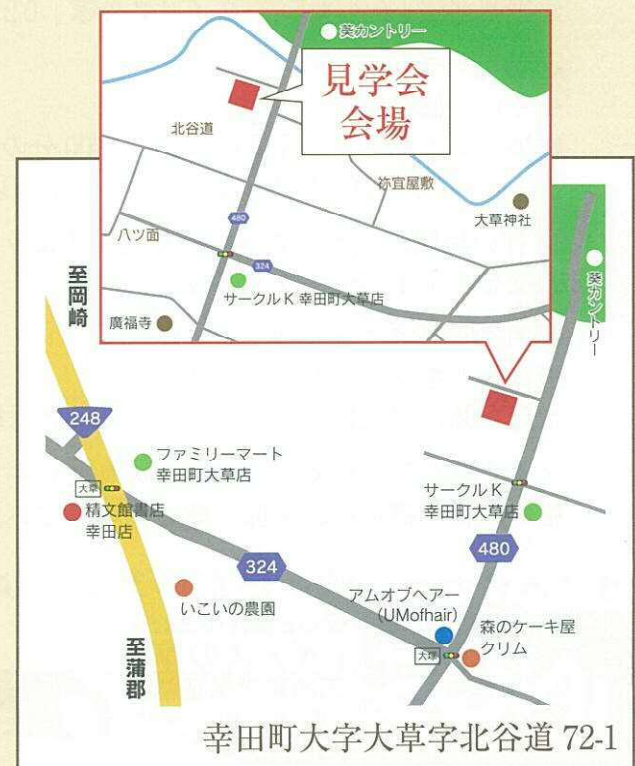 葵カントリー
見学会
会場
北谷道
祢宜屋敷
大草神社
480
八ツ面
324
サークルK 幸田町大草店
廣福寺
至岡崎
葵カントリー
248
ファミリーマート
幸田町大草店
大草
精文館書店
幸田店
サークルK
幸田町大草店
480
324
いこいの農園
アムオブヘアー
(UMofhair)
森のケーキ屋
クリム
大塚
至蒲郡
幸田町大字大草字北谷道 72-1